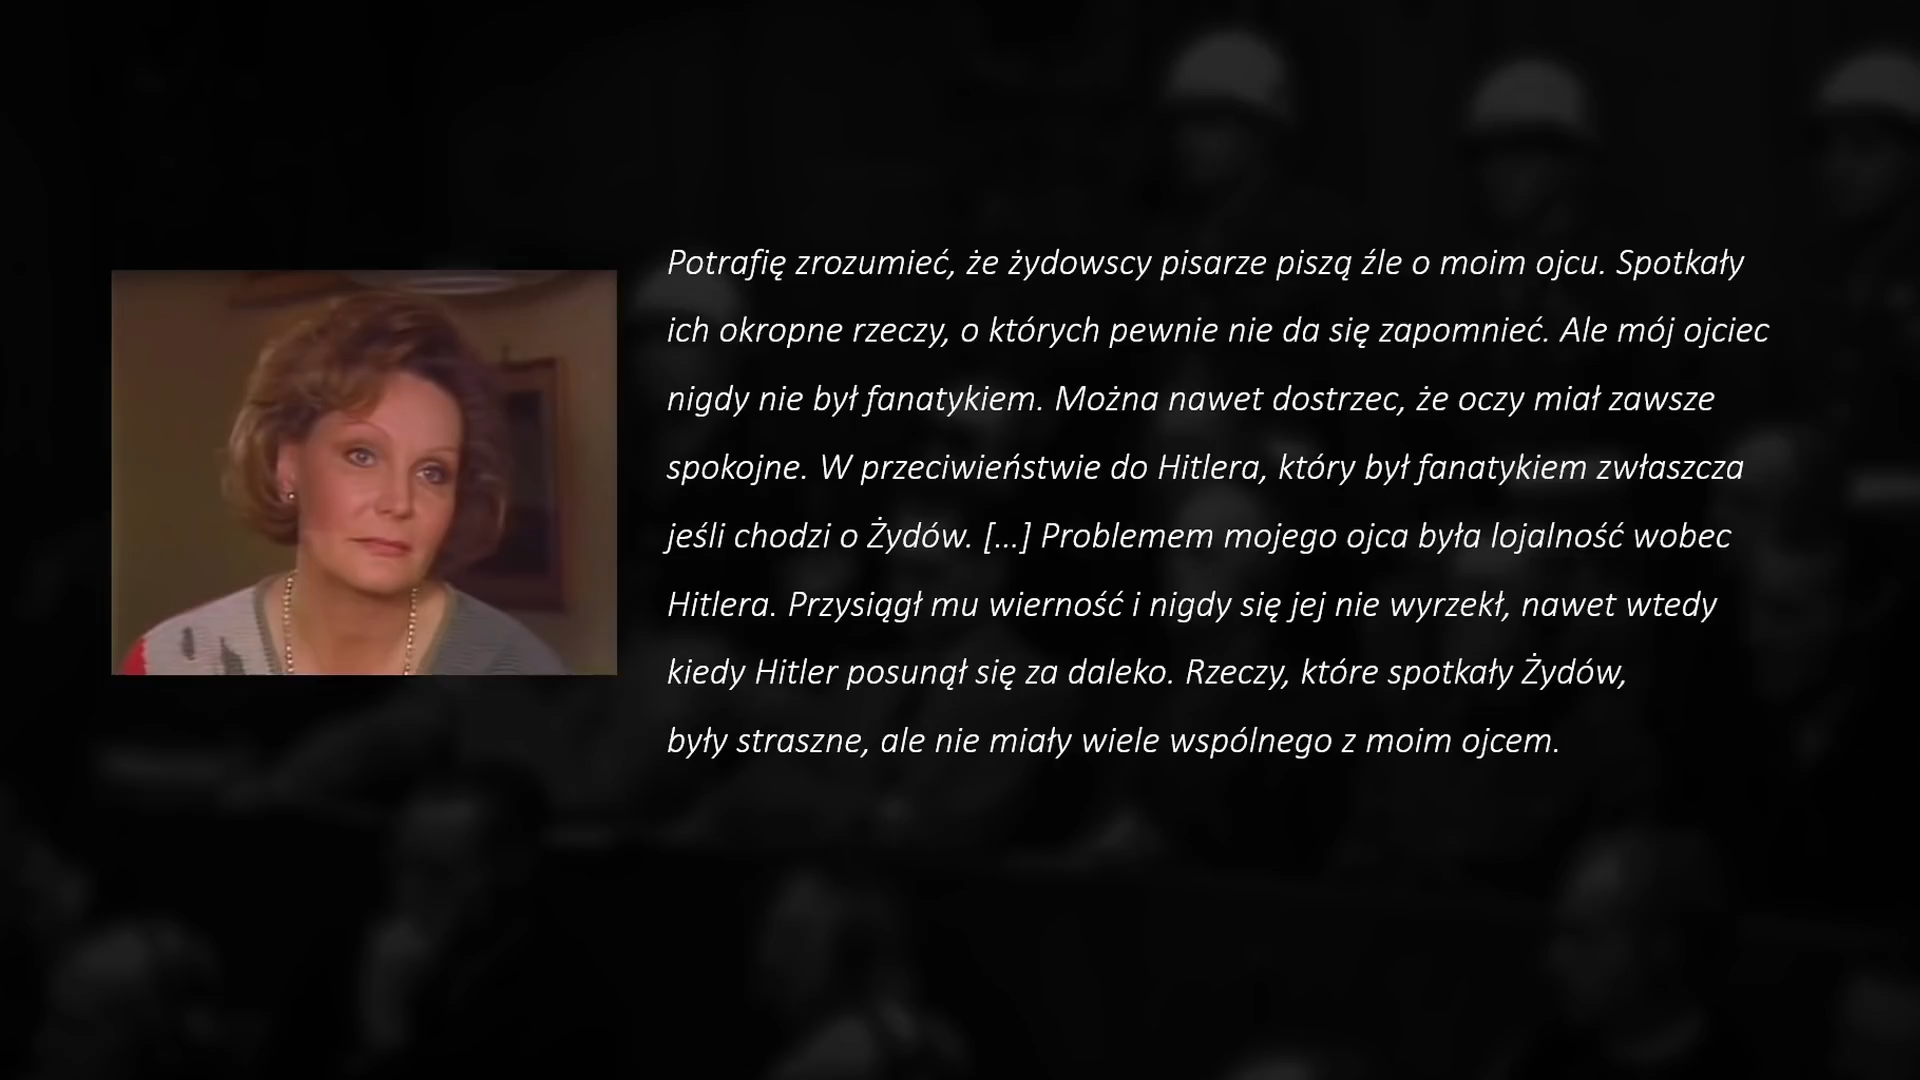 Potrafię zrozumieć, że żydowscy pisarze piszą źle o moim ojcu. Spotkały
ich okropne rzeczy, o których pewnie nie da się zapomnieć. Ale mój ojciec
nigdy nie był fanatykiem. Można nawet dostrzec, że oczy miał zawsze
spokojne. W przeciwieństwie do Hitlera, który był fanatykiem zwłaszcza
jeśli chodzi o Żydów. [...] Problemem mojego ojca była lojalność wobec
Hitlera. Przysiągł mu wierność i nigdy się jej nie wyrzekł, nawet wtedy
kiedy Hitler posunął się za daleko. Rzeczy, które spotkały Żydów,
były straszne, ale nie miały wiele wspólnego z moim ojcem.